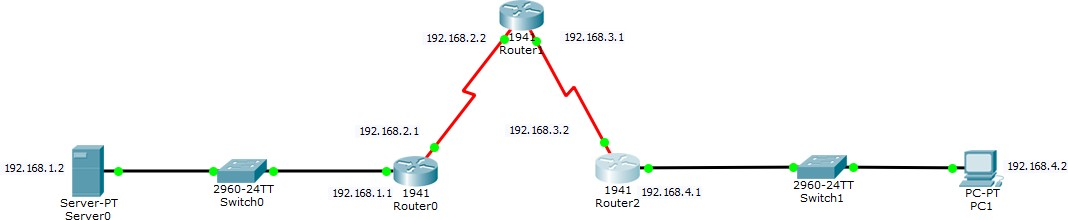 192.168.2.2
192.168.3.1
1941
Router1
192.168.2.1
192.168.3.2
192.168.1.2
192.168.4.2
192.168.1.1
192.168.4.1
Server-PT
Server0
2960-24TT
Switch0
1941
Router0
1941
Router2
2960-24TT
Switch1
PC-PT
PC1